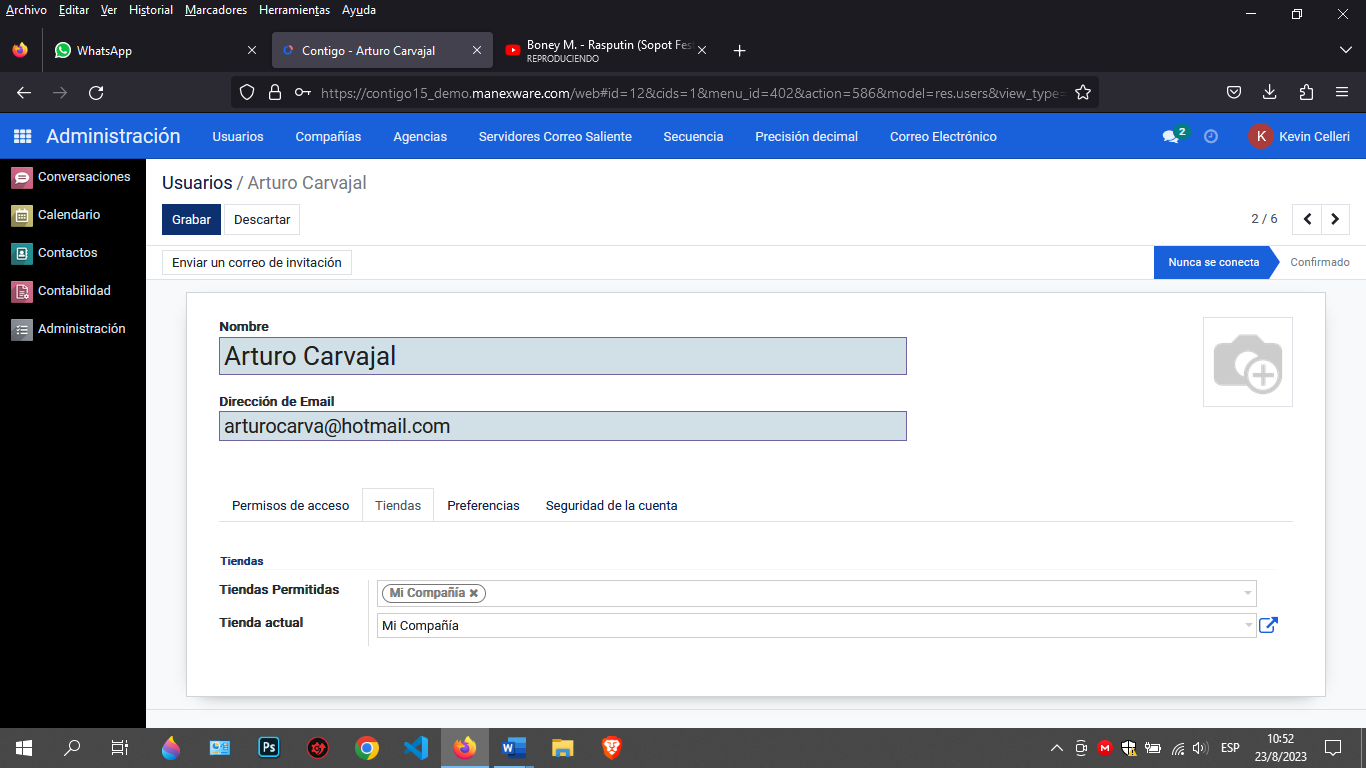 Archivo Editar Ver Historial Marcadores Herramientas Ayuda
WhatsApp
Contigo - Arturo Carvajal
Boney M. - Rasputin (Sopot Fes
REPRODUCIENDO
https://contigo15_demo.manexware.com/web#id=12&cids=1&menu_id=402&action=586&model=res.users&view_type=
Administración Usuarios Compañías Agencias Servidores Correo Saliente Secuencia Precisión decimal Correo Electrónico 2 K Kevin Celleri
Conversaciones
Calendario
Contactos
Contabilidad
Administración
Usuarios / Arturo Carvajal
Grabar Descartar 2 / 6
Enviar un correo de invitación Nunca se conecta Confirmado
Nombre
Arturo Carvajal
Dirección de Email
arturocarva@hotmail.com
Permisos de acceso Tiendas Preferencias Seguridad de la cuenta
Tiendas
Tiendas Permitidas Mi Compañía
Tienda actual Mi Compañía
Ps
W
M
ESP
10:52
23/8/2023